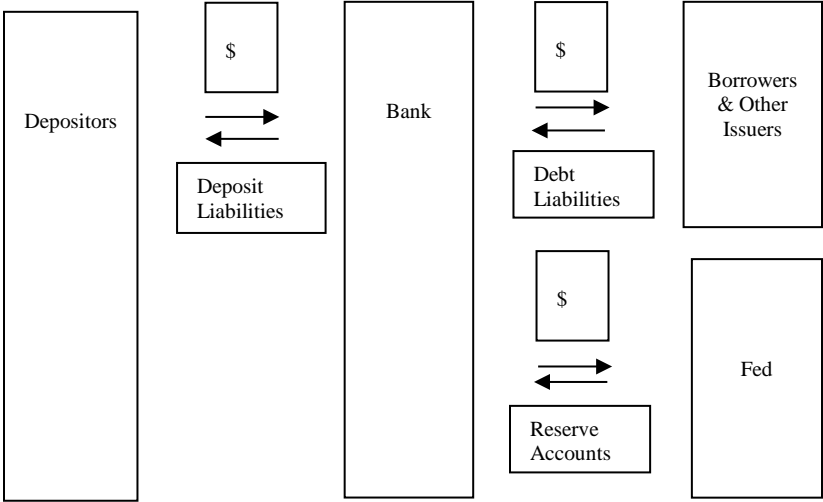 Depositors
$
Deposit
Liabilities
Bank
$
Debt
Liabilities
Borrowers
& Other
Issuers
$
Reserve
Accounts
Fed